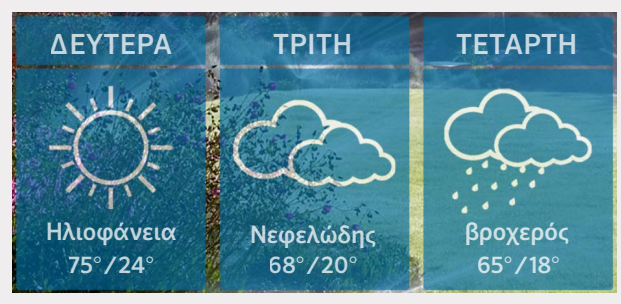 ΔΕΥΤΕΡΑ
Ηλιοφάνεια
75°/24°
ΤΡΙΤΗ
Νεφελώδης
68°/20°
ΤΕΤΑΡΤΗ
βροχερός
65°/18°